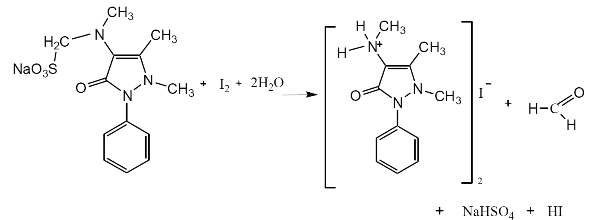 CH₃
H₂C N CH₃
NaO₃S
O N CH₃ + I₂ + 2H₂O
N
H CH₃
H N⁺ CH₃
O N CH₃
N
2
I⁻ + H C O
H
+ NaHSO₄ + HI